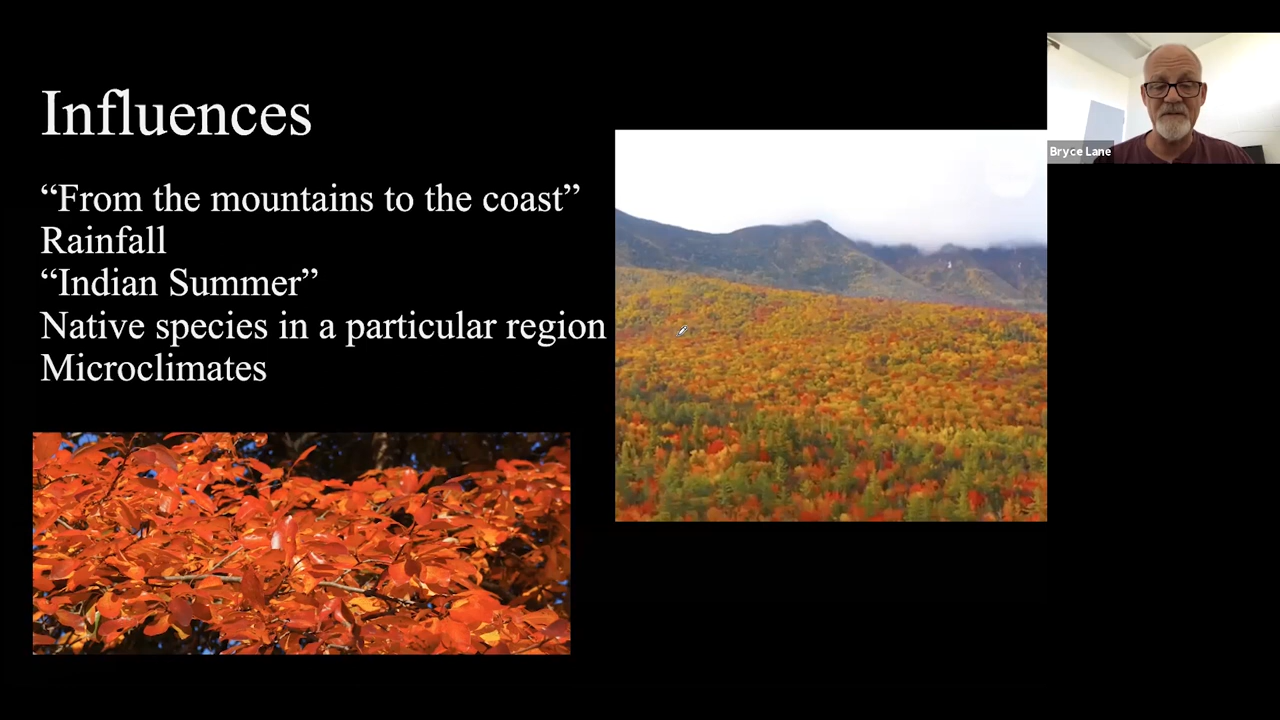 Influences
“From the mountains to the coast”
Rainfall
“Indian Summer”
Native species in a particular region
Microclimates
Bryce Lane